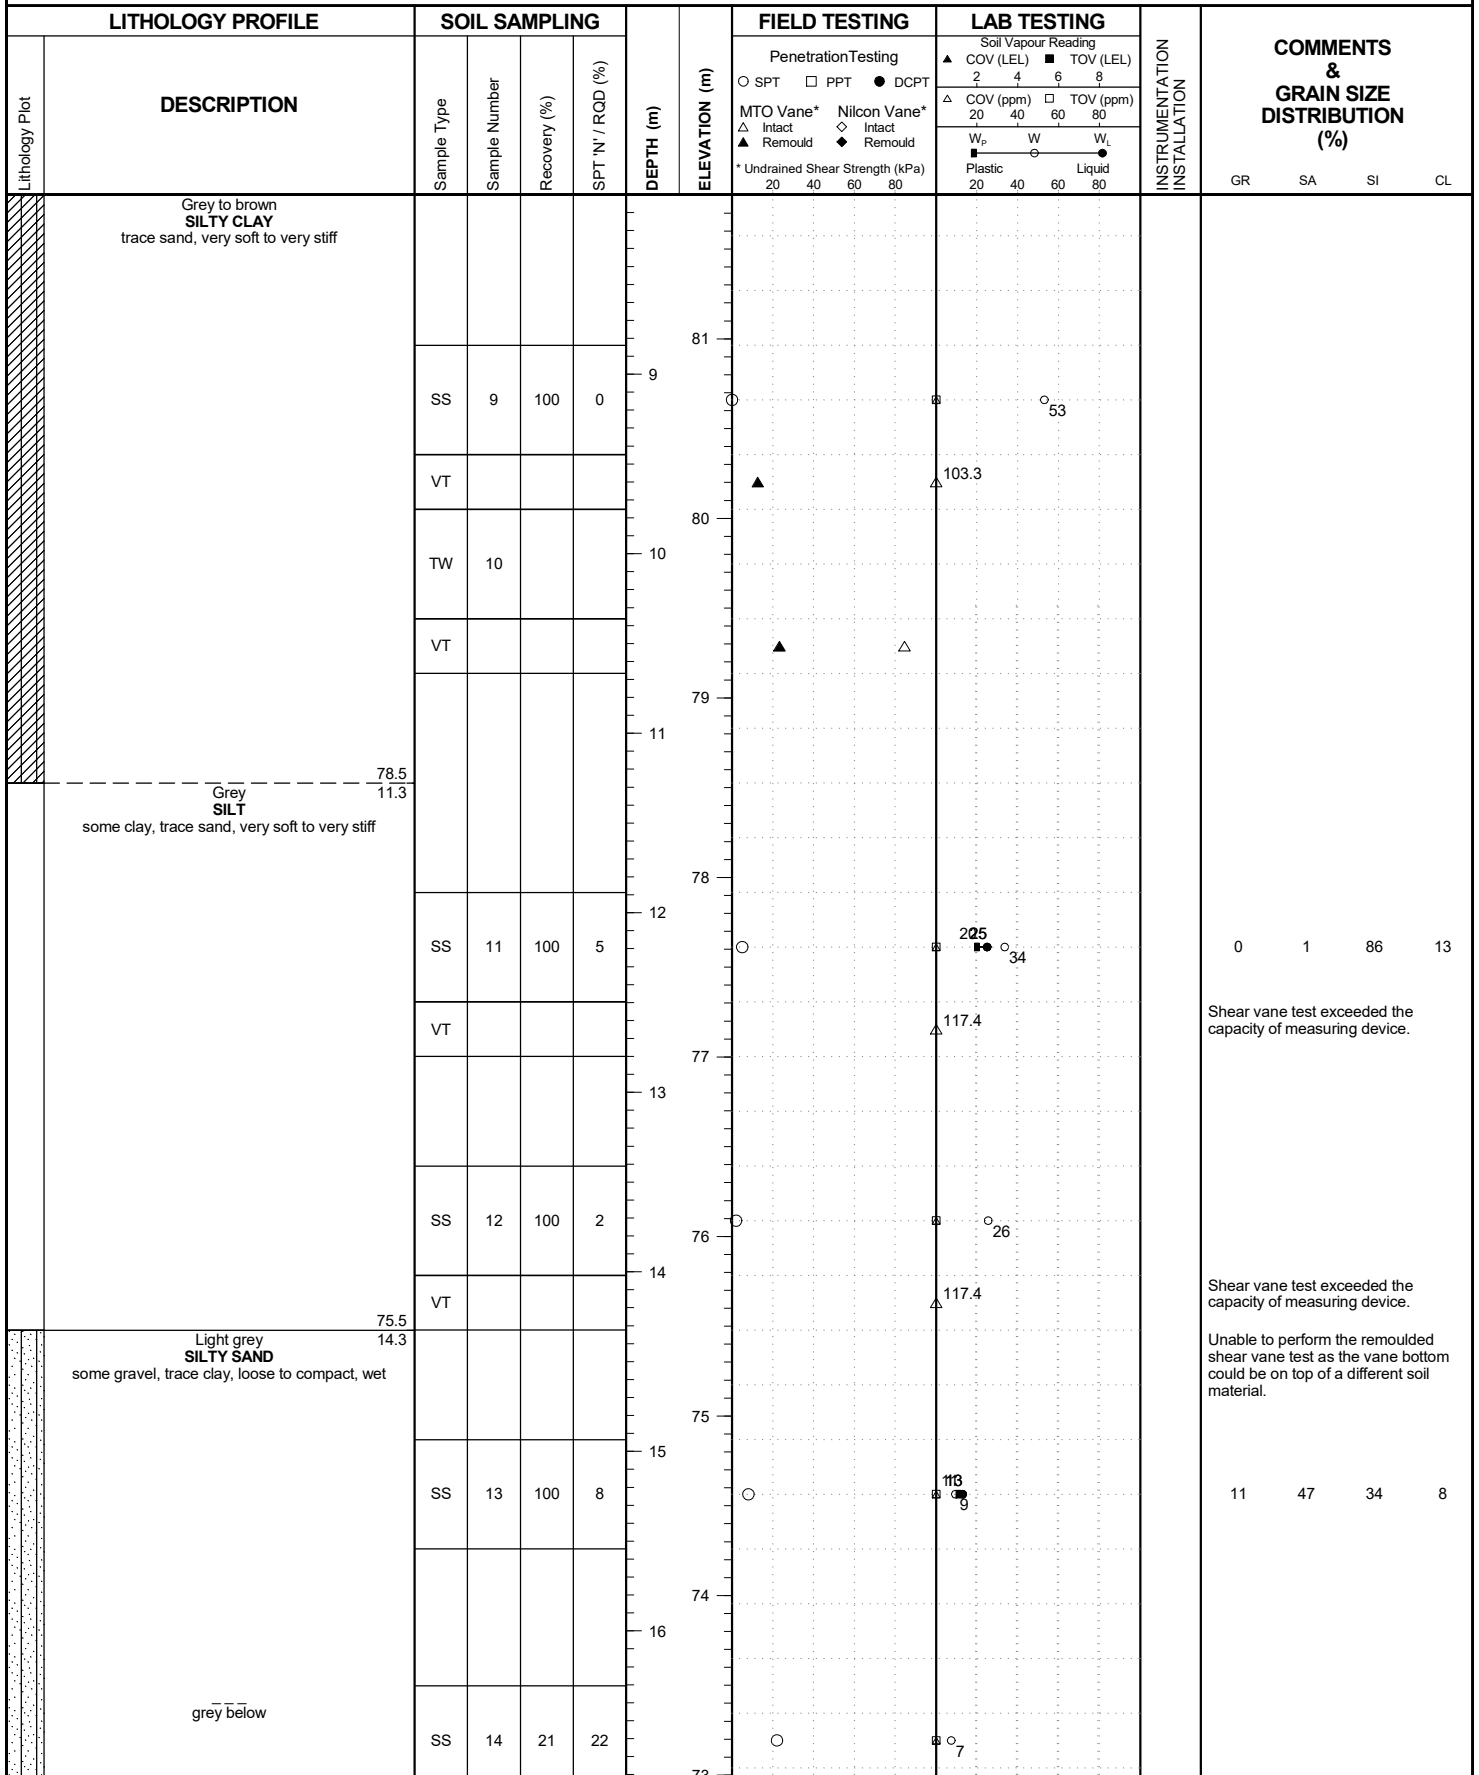 LITHOLOGY PROFILE
SOIL SAMPLING
FIELD TESTING
LAB TESTING
Lithology Plot
DESCRIPTION
Sample Type
Sample Number
Recovery (%)
SPT 'N' / RQD (%)
DEPTH (m)
ELEVATION (m)
PenetrationTesting
SPT PPT DCPT
MTO Vane* Nilcon Vane*
Intact Intact
Remould Remould
* Undrained Shear Strength (kPa)
20 40 60 80
Soil Vapour Reading
COV (LEL) TOV (LEL)
2 4 6 8
COV (ppm) TOV (ppm)
20 40 60 80
WP W WL
Plastic Liquid
20 40 60 80
INSTRUMENTATION
INSTALLATION
COMMENTS
&
GRAIN SIZE
DISTRIBUTION
(%)
GR SA SI CL
Grey to brown
SILTY CLAY
trace sand, very soft to very stiff
81
9
SS 9 100 0
53
VT
103.3
80
10
TW 10
VT
79
11
78.5
11.3
Grey
SILT
some clay, trace sand, very soft to very stiff
78
12
SS 11 100 5
20 25
34
0 1 86 13
VT
117.4
Shear vane test exceeded the
capacity of measuring device.
77
13
SS 12 100 2
26
76
14
VT
117.4
Shear vane test exceeded the
capacity of measuring device.
75.5
14.3
Light grey
SILTY SAND
some gravel, trace clay, loose to compact, wet
Unable to perform the remoulded
shear vane test as the vane bottom
could be on top of a different soil
material.
75
15
SS 13 100 8
13
9
11 47 34 8
74
16
grey below
SS 14 21 22
7
73